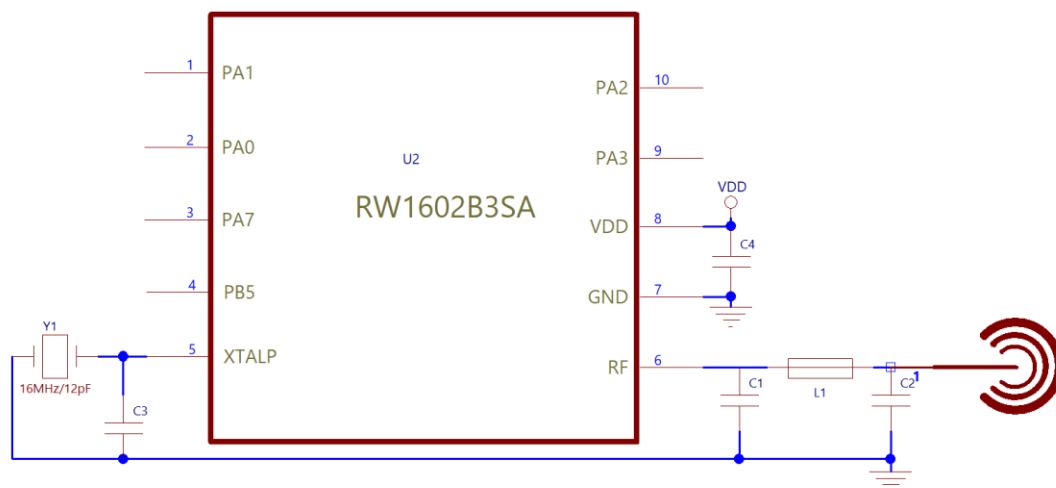 1
PA1
PA2
10
2
PA0
U2
PA3
9
RW1602B3SA
VDD
3
PA7
VDD
8
C4
4
PB5
GND
7
Y1
5
XTALP
RF
6
16MHz/12pF
C1
L1
C2
1
C3